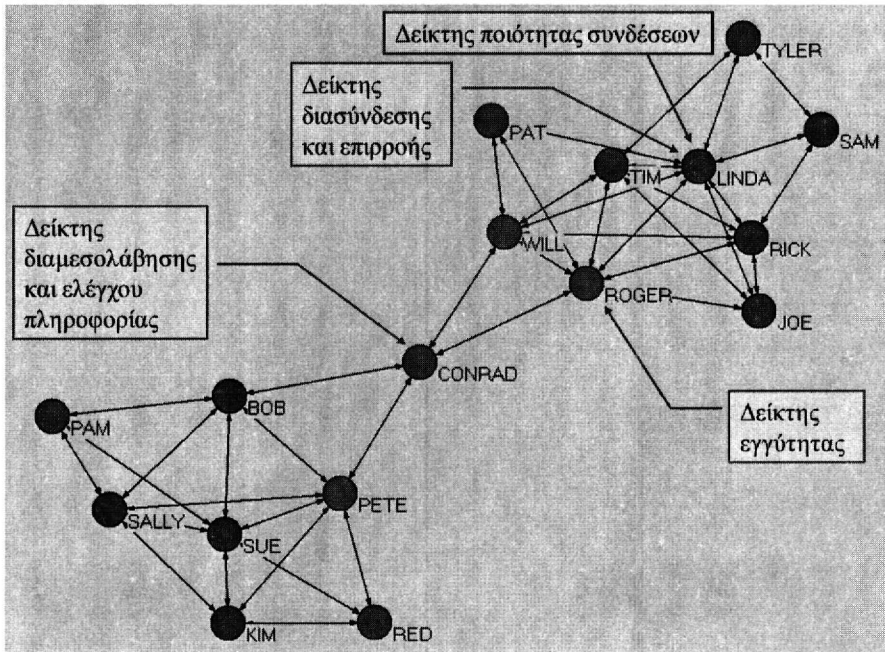 Δείκτης ποιότητας συνδέσεων
TYLER
Δείκτης
διασύνδεσης
και επιρροής
PAT
SAM
TIM
LINDA
Δείκτης
διαμεσολάβησης
και ελέγχου
πληροφορίας
WILL
RICK
ROGER
JOE
CONRAD
BOB
PAM
Δείκτης
εγγύτητας
PETE
SALLY
SUE
KIM
RED